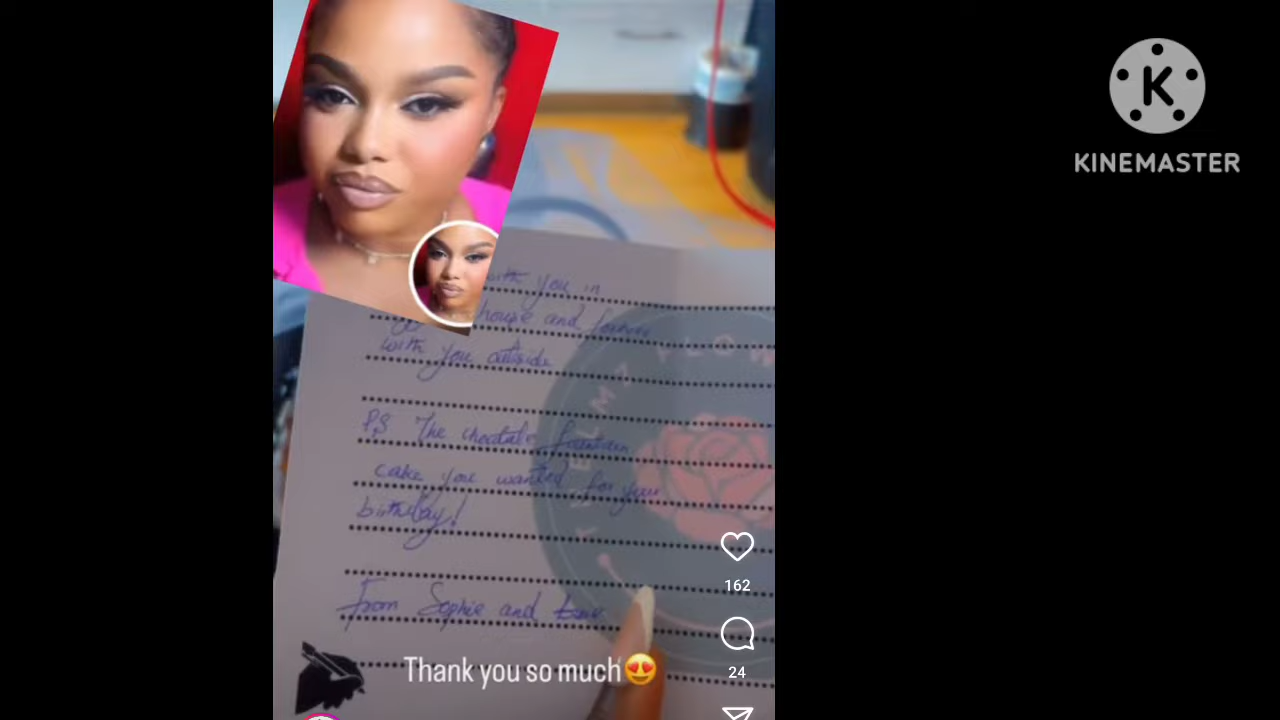 KINEMASTER
with you in
house and forever
with you outside
P.S The chocolate fountain
cake you wanted for your
birthday!
From Sophie and
Thank you so much😍
162
24